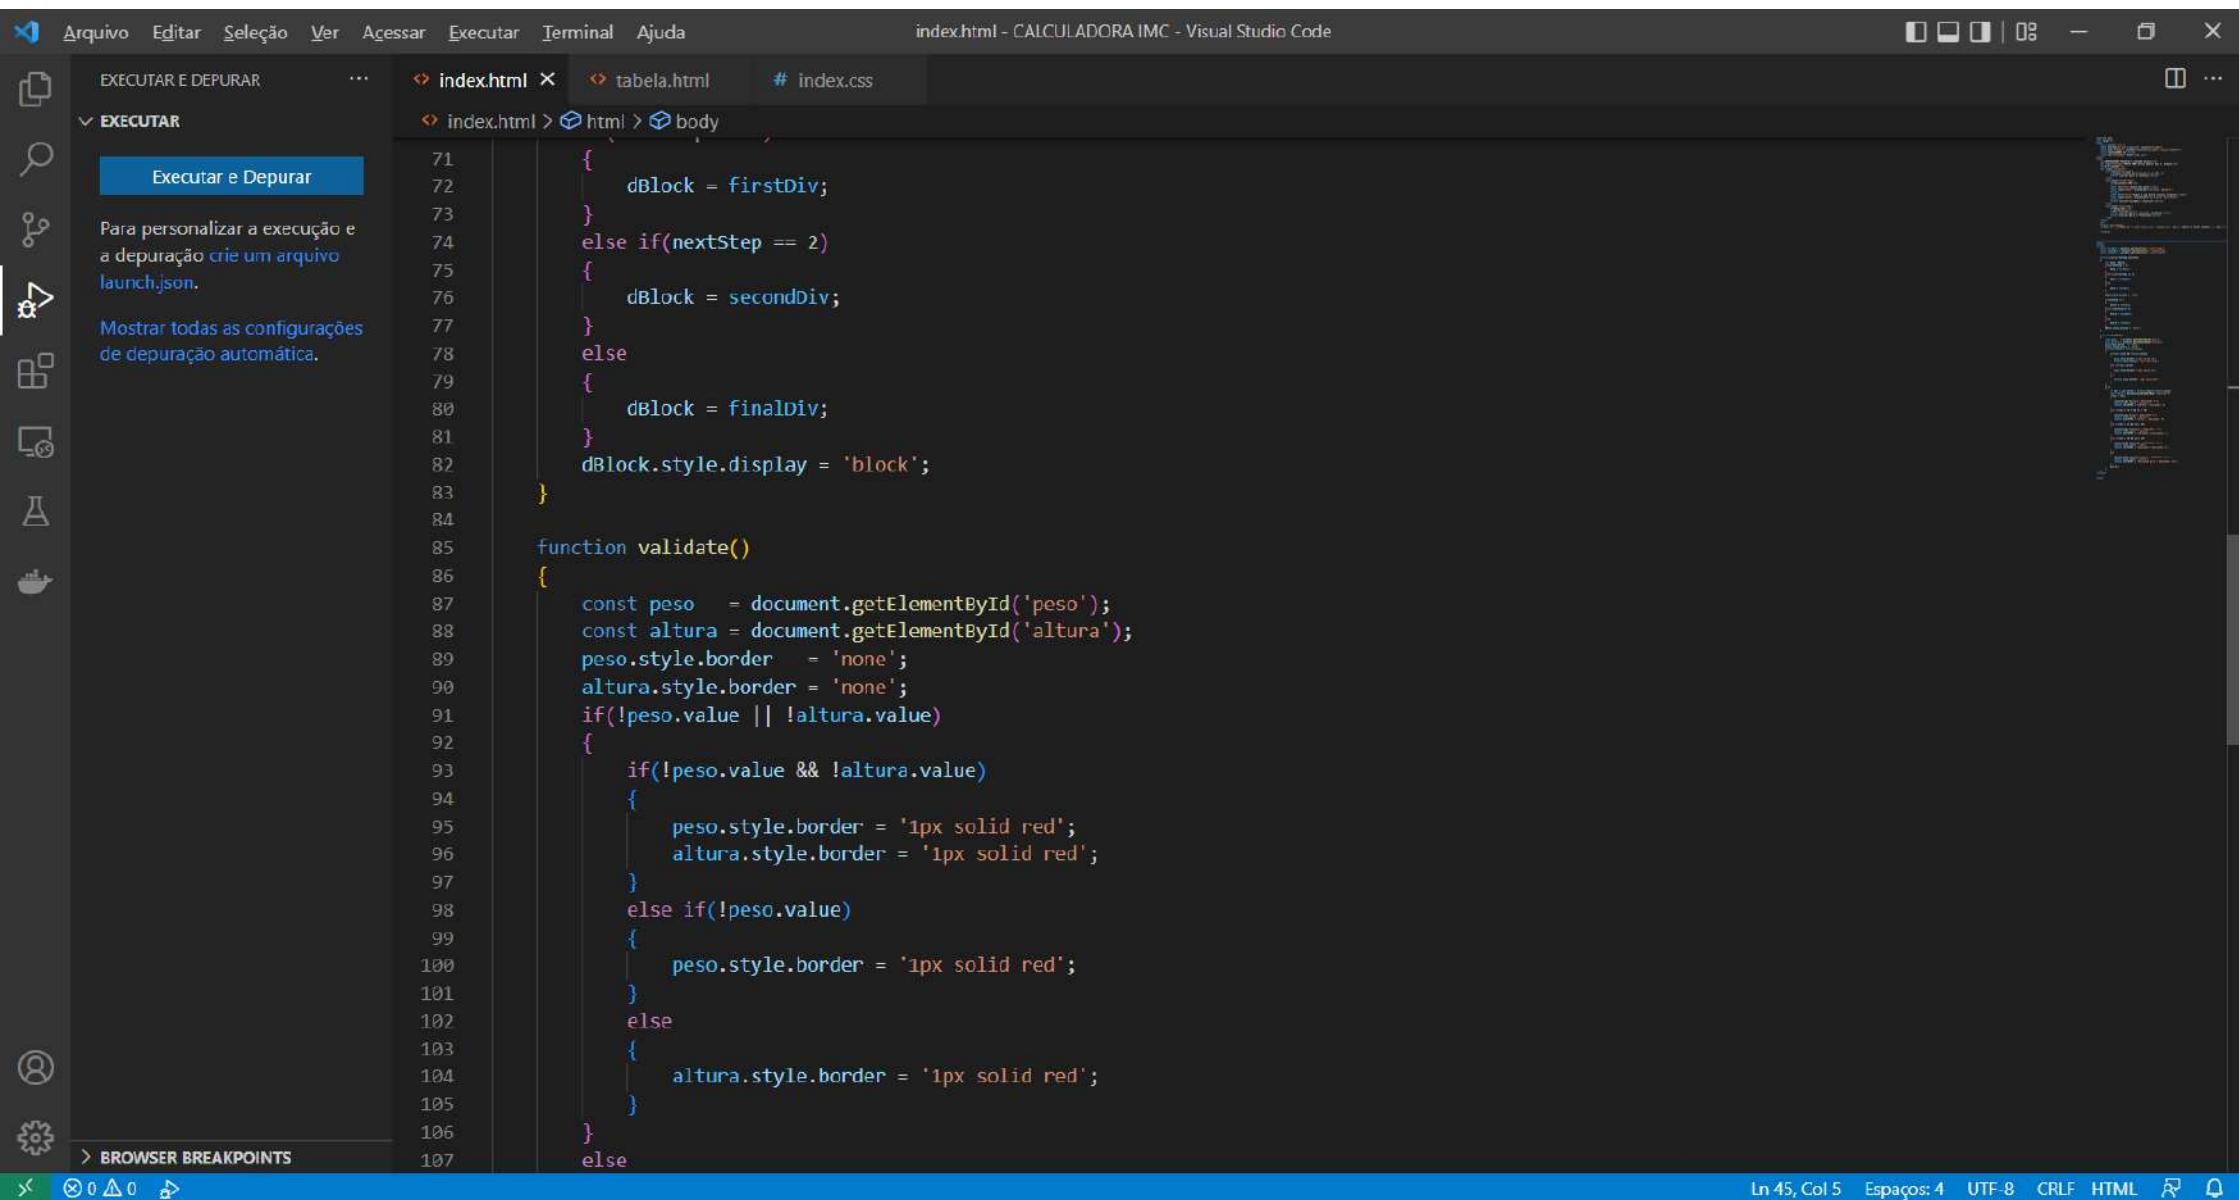 Arquivo Editar Seleção Ver Acessar Executar Terminal Ajuda
index.html - CALCULADORA IMC - Visual Studio Code
EXECUTAR E DEPURAR ···
index.html
tabela.html
# index.css
EXECUTAR
index.html > html > body
Executar e Depurar
Para personalizar a execução e
a depuração crie um arquivo
launch.json.
Mostrar todas as configurações
de depuração automática.
71 {
72 dBlock = firstDiv;
73 }
74 else if(nextStep == 2)
75 {
76 dBlock = secondDiv;
77 }
78 else
79 {
80 dBlock = finalDiv;
81 }
82 dBlock.style.display = 'block';
83 }
84
85 function validate()
86 {
87 const peso   = document.getElementById('peso');
88 const altura = document.getElementById('altura');
89 peso.style.border   = 'none';
90 altura.style.border = 'none';
91 if(!peso.value || !altura.value)
92 {
93 if(!peso.value && !altura.value)
94 {
95 peso.style.border = '1px solid red';
96 altura.style.border = '1px solid red';
97 }
98 else if(!peso.value)
99 {
100 peso.style.border = '1px solid red';
101 }
102 else
103 {
104 altura.style.border = '1px solid red';
105 }
106 }
107 else
BROWSER BREAKPOINTS
0 0
Ln 45, Col 5 Espaços: 4 UTF-8 CRLF HTML